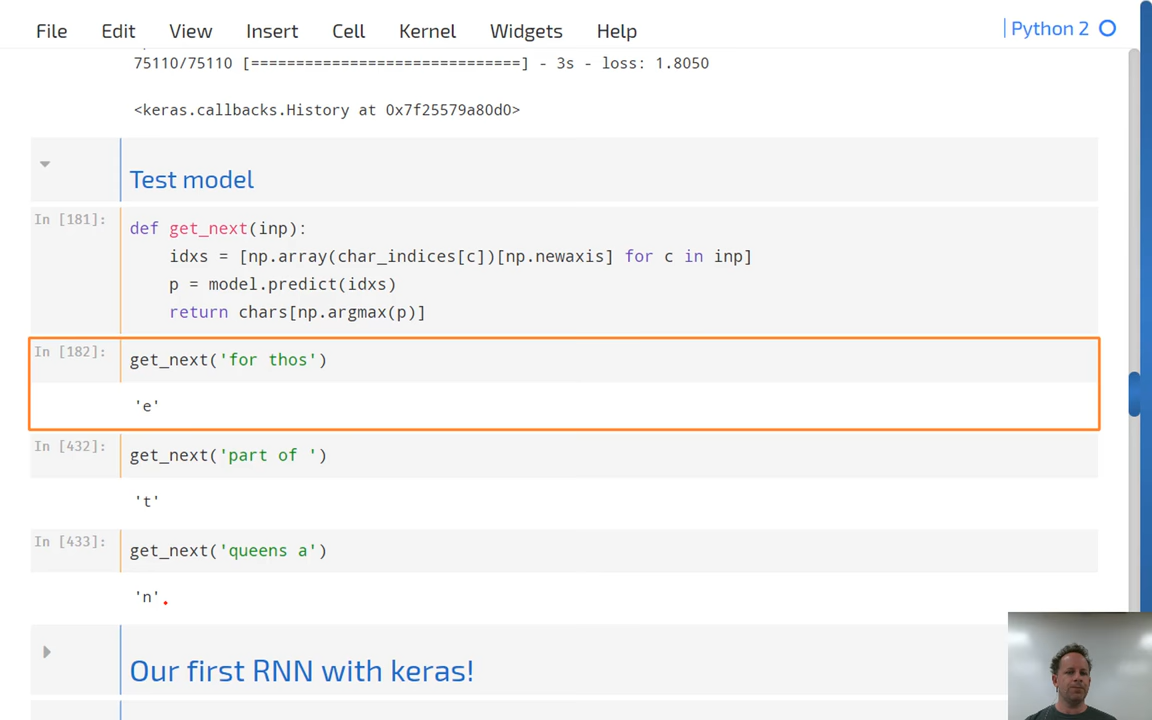 File Edit View Insert Cell Kernel Widgets Help Python 2
75110/75110 [==============================] - 3s - loss: 1.8050
<keras.callbacks.History at 0x7f25579a80d0>
Test model
In [181]:
def get_next(inp):
    idxs = [np.array(char_indices[c])[np.newaxis] for c in inp]
    p = model.predict(idxs)
    return chars[np.argmax(p)]
In [182]:
get_next('for thos')
'e'
In [432]:
get_next('part of ')
't'
In [433]:
get_next('queens a')
'n'
Our first RNN with keras!